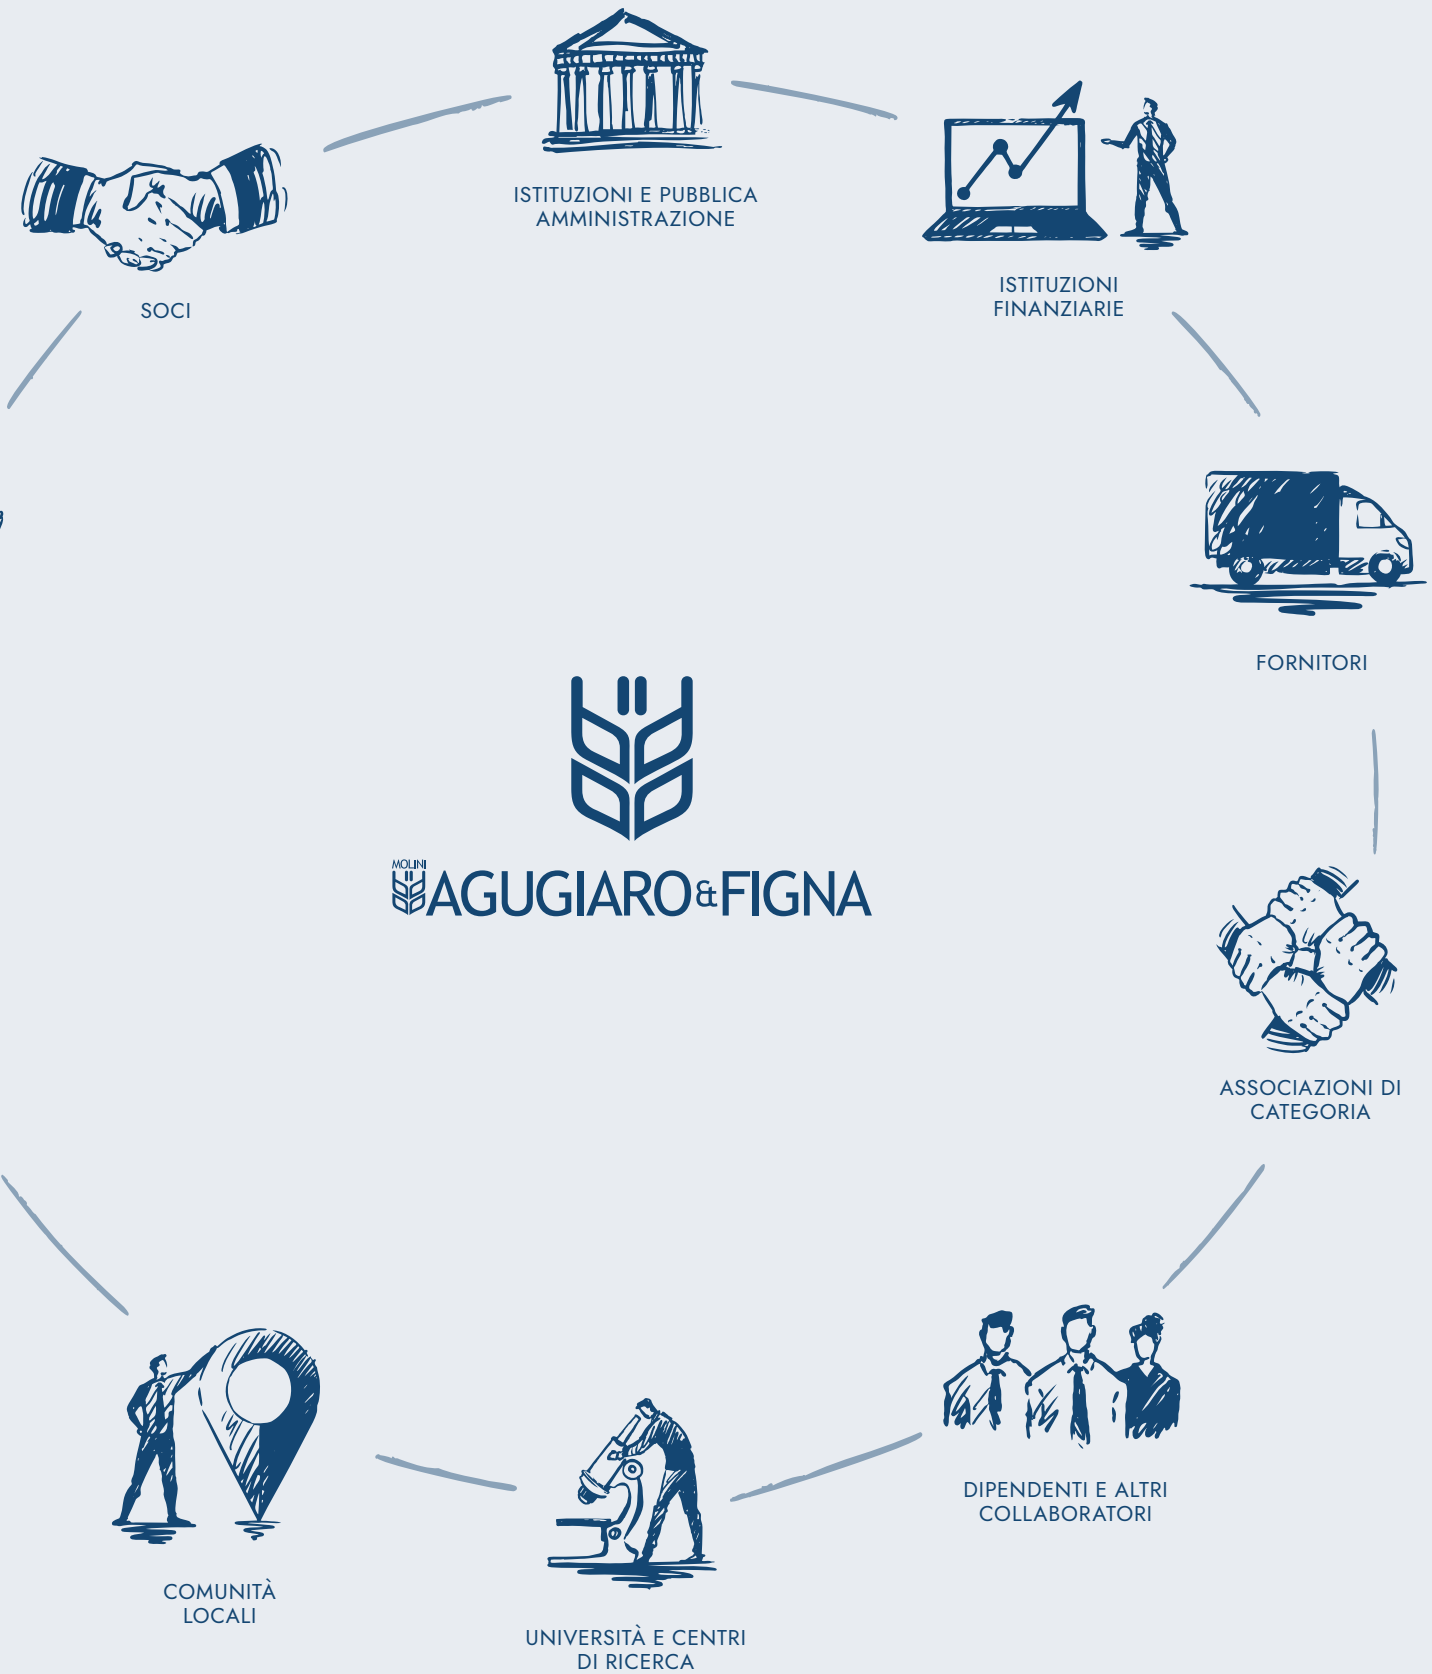 ISTITUZIONI E PUBBLICA
AMMINISTRAZIONE
ISTITUZIONI
FINANZIARIE
SOCI
FORNITORI
MOLINI
AGUGIARO&FIGNA
ASSOCIAZIONI DI
CATEGORIA
DIPENDENTI E ALTRI
COLLABORATORI
COMUNITÀ
LOCALI
UNIVERSITÀ E CENTRI
DI RICERCA